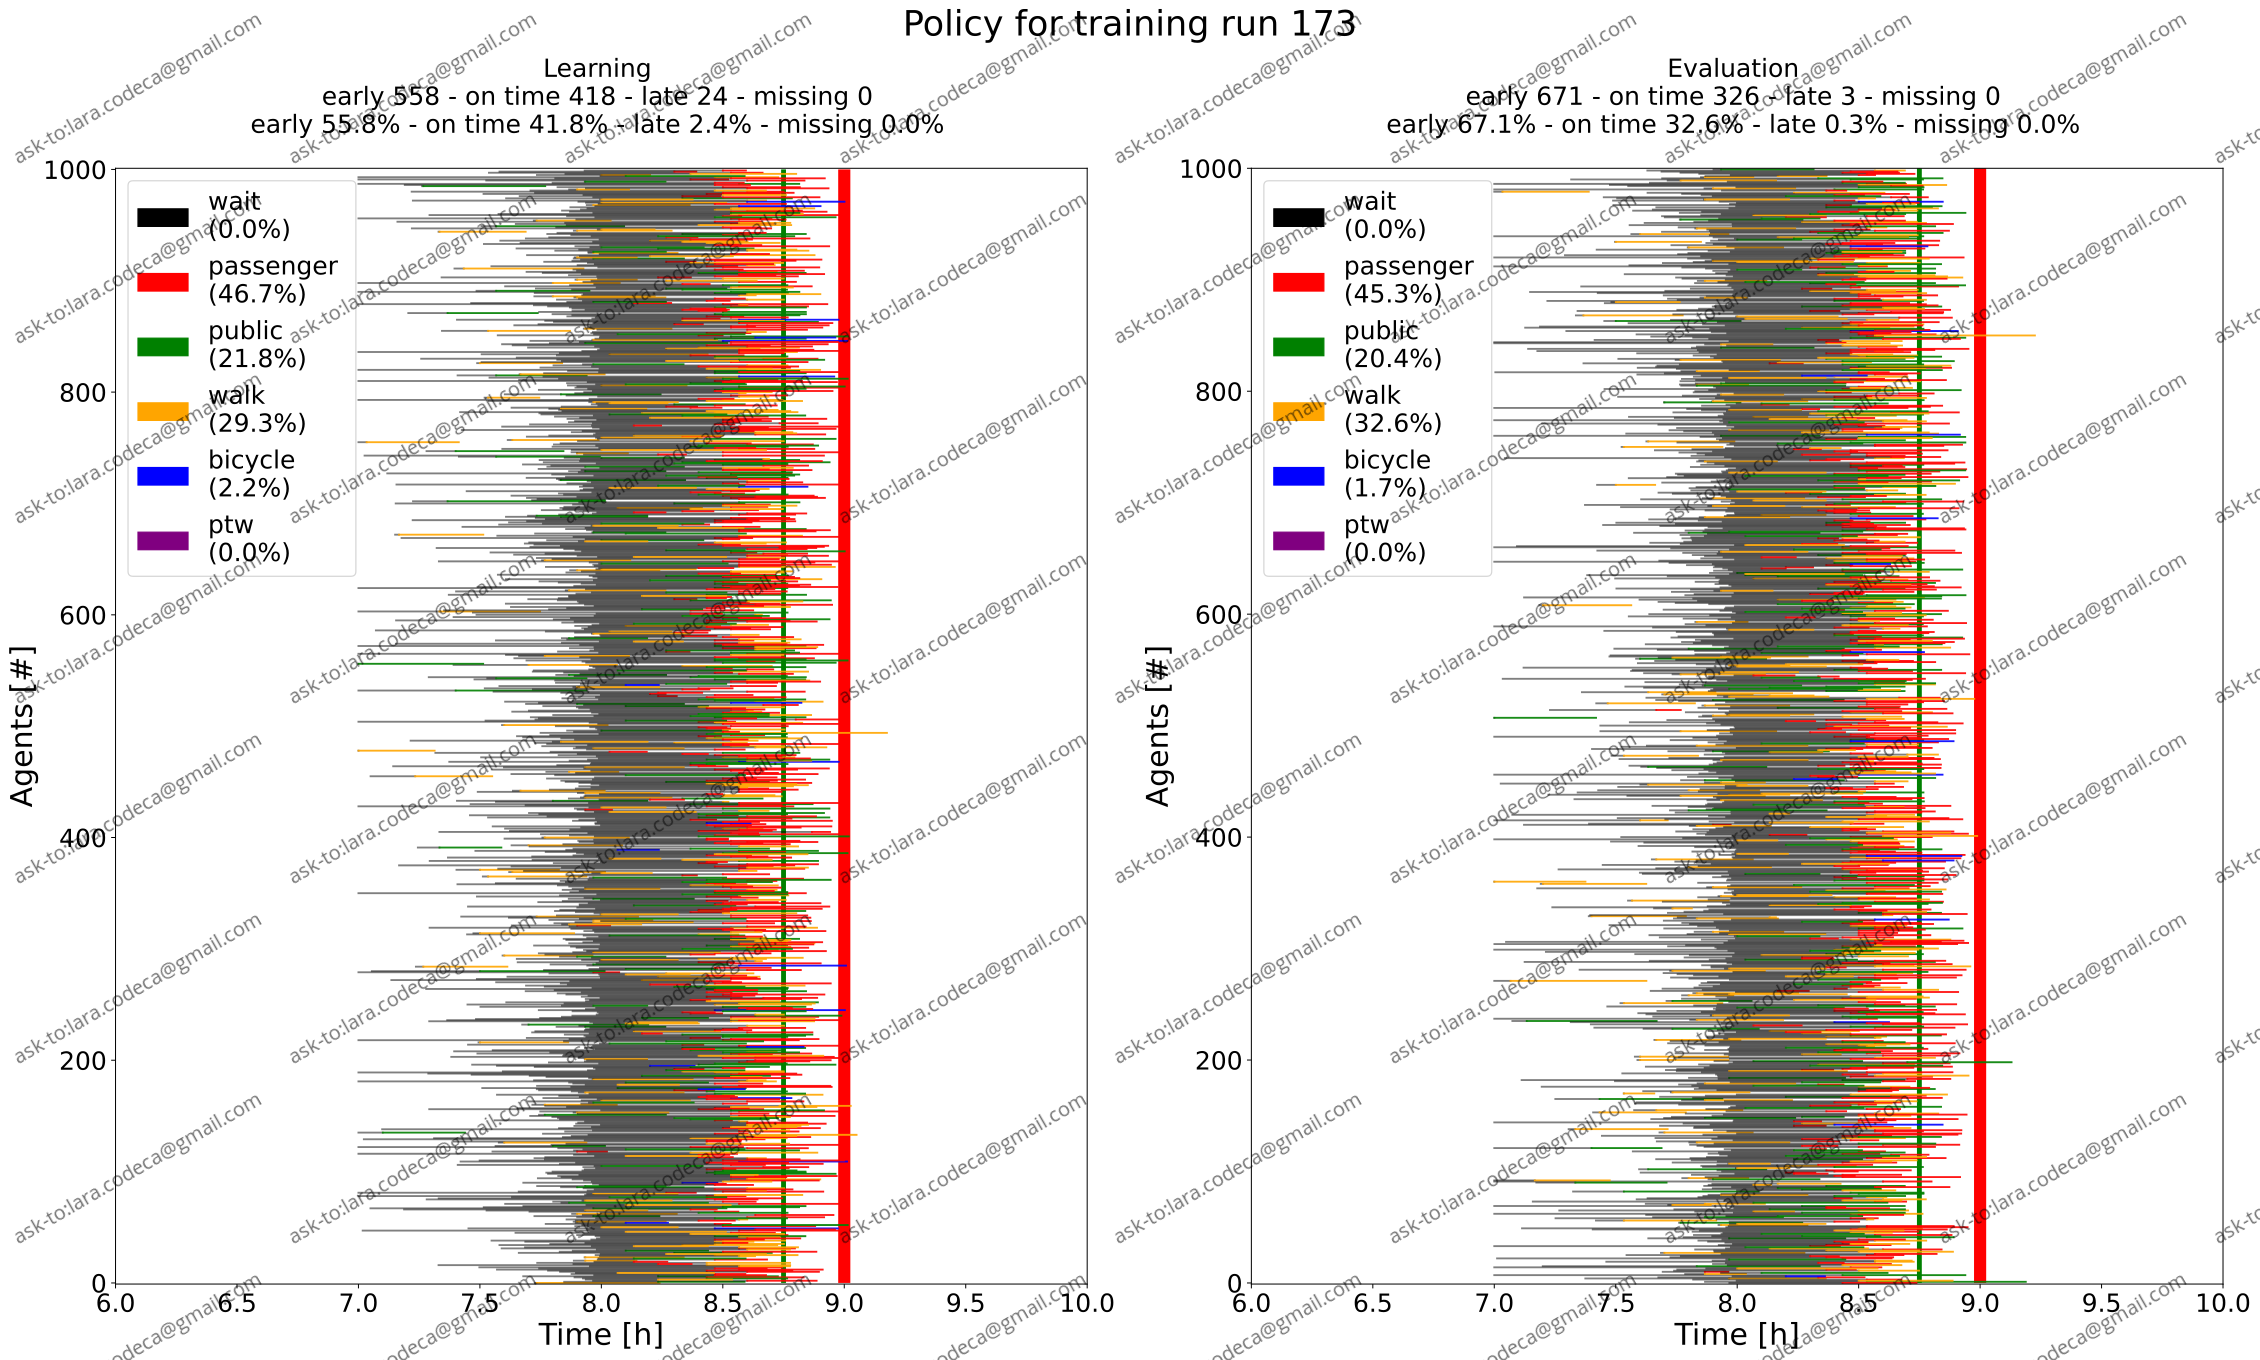 Policy for training run 173
Learning
early 558 - on time 418 - late 24 - missing 0
early 55.8% - on time 41.8% - late 2.4% - missing 0.0%
1000
800
600
400
200
0
Agents [#]
wait
(0.0%)
passenger
(46.7%)
public
(21.8%)
walk
(29.3%)
bicycle
(2.2%)
ptw
(0.0%)
6.0 6.5 7.0 7.5 8.0 8.5 9.0 9.5 10.0
Time [h]
Evaluation
early 671 - on time 326 - late 3 - missing 0
early 67.1% - on time 32.6% - late 0.3% - missing 0.0%
1000
800
600
400
200
0
Agents [#]
wait
(0.0%)
passenger
(45.3%)
public
(20.4%)
walk
(32.6%)
bicycle
(1.7%)
ptw
(0.0%)
6.0 6.5 7.0 7.5 8.0 8.5 9.0 9.5 10.0
Time [h]
ask-to:lara.codeca@gmail.com